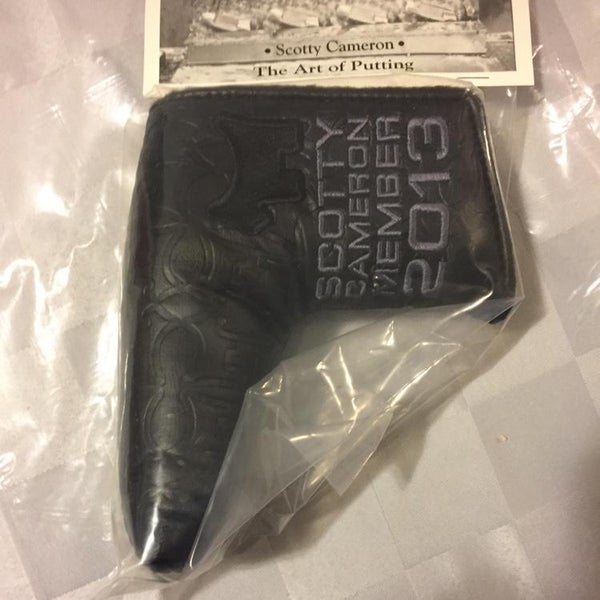 • Scotty Cameron •
The Art of Putting
SCOTTY
CAMERON
MEMBER
2013